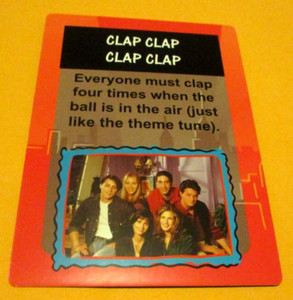 CLAP CLAP
CLAP CLAP
Everyone must clap
four times when the
ball is in the air (just
like the theme tune).